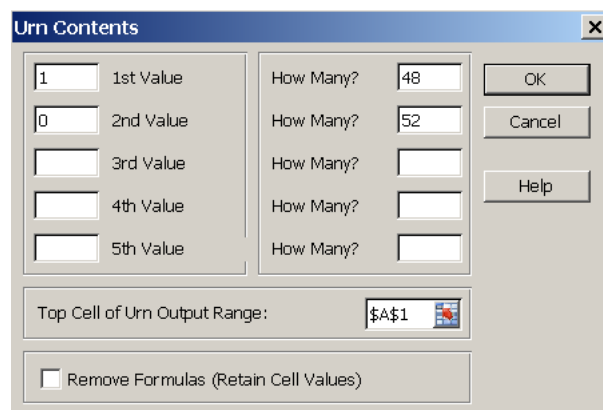 Urn Contents
1 1st Value How Many? 48 OK
0 2nd Value How Many? 52 Cancel
3rd Value How Many?
4th Value How Many? Help
5th Value How Many?
Top Cell of Urn Output Range: $A$1
Remove Formulas (Retain Cell Values)